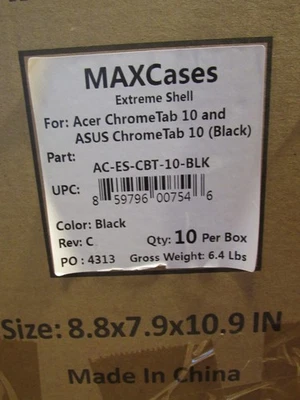 MAXCases
Extreme Shell
For: Acer ChromeTab 10 and
ASUS ChromeTab 10 (Black)
Part:
AC-ES-CBT-10-BLK
UPC:
8 59796 00754 6
Color: Black
Rev: C Qty: 10 Per Box
PO : 4313 Gross Weight: 6.4 Lbs
Size: 8.8x7.9x10.9 IN
Made In China